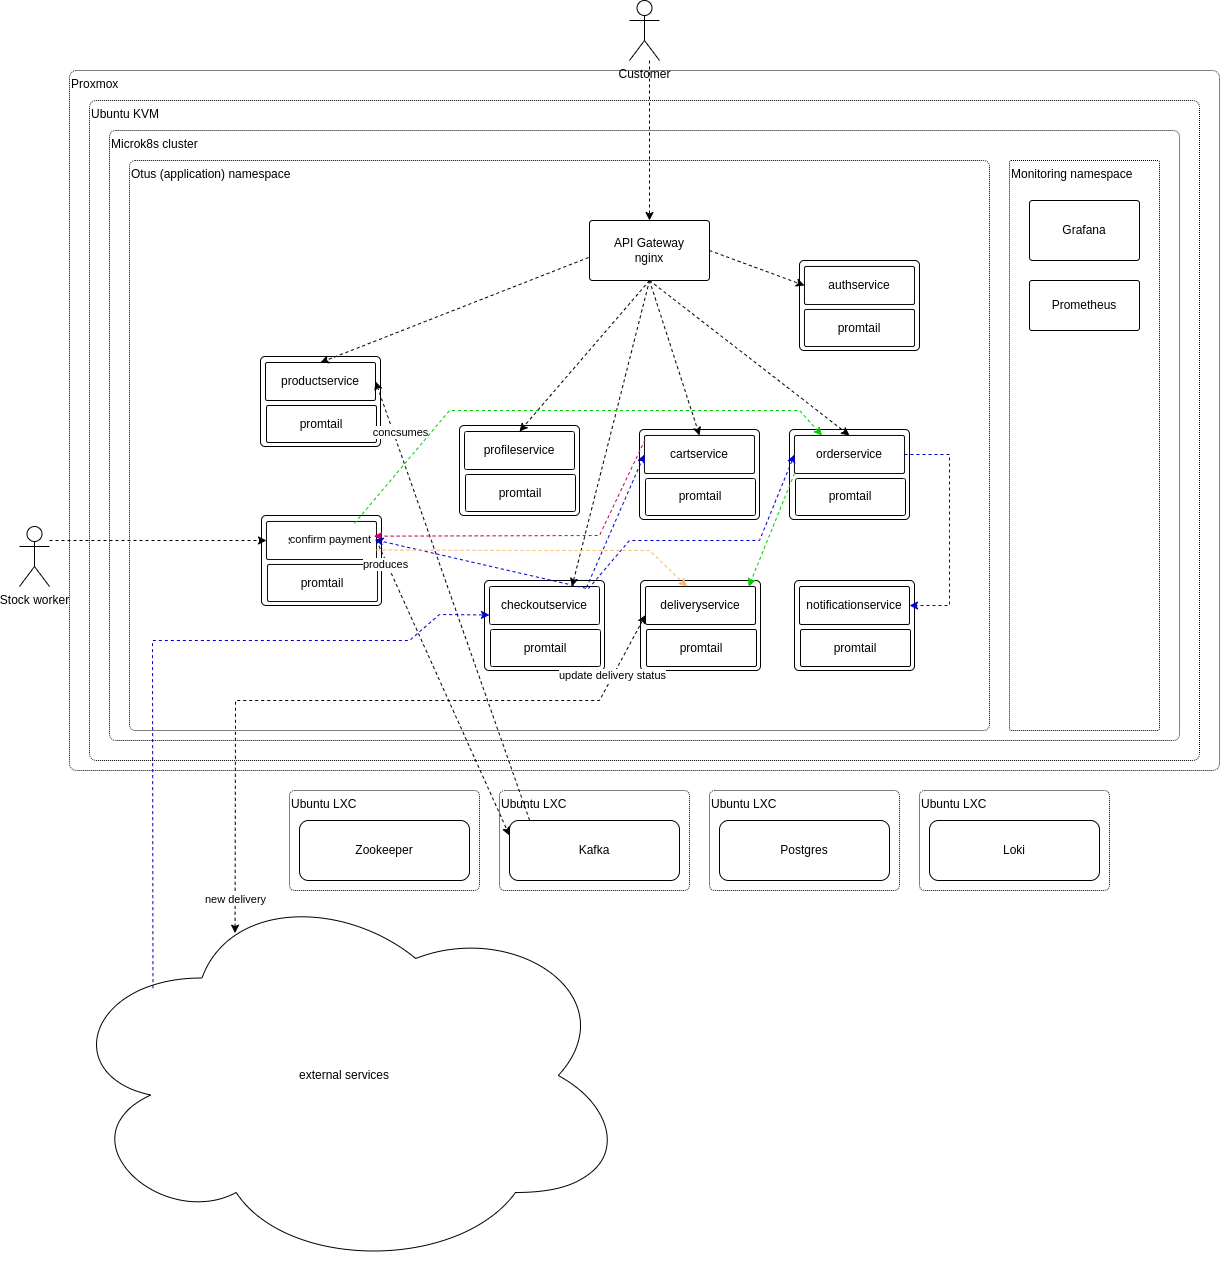 Customer
Proxmox
Ubuntu KVM
Microk8s cluster
Otus (application) namespace
Monitoring namespace
API Gateway
nginx
Grafana
Prometheus
authservice
promtail
productservice
promtail
concsumes
profileservice
promtail
cartservice
promtail
orderservice
promtail
confirm payment
promtail
produces
Stock worker
checkoutservice
promtail
deliveryservice
promtail
notificationservice
promtail
update delivery status
Ubuntu LXC
Zookeeper
Ubuntu LXC
Kafka
Ubuntu LXC
Postgres
Ubuntu LXC
Loki
new delivery
external services